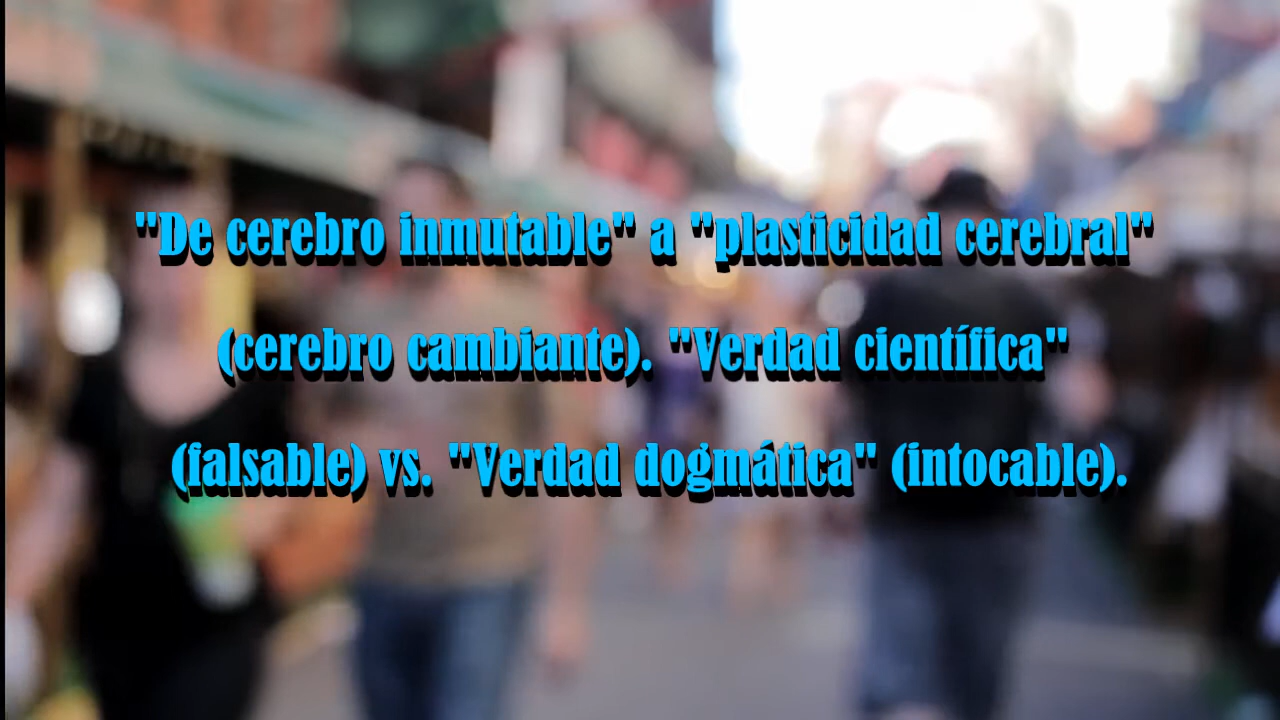 "De cerebro inmutable" a "plasticidad cerebral"
(cerebro cambiante). "Verdad científica"
(falsable) vs. "Verdad dogmática" (intocable).